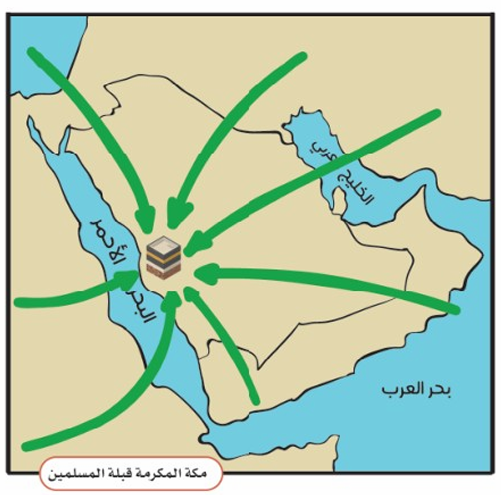 الخليج العربي
البحر الأحمر
بحر العرب
مكة المكرمة قبلة المسلمين